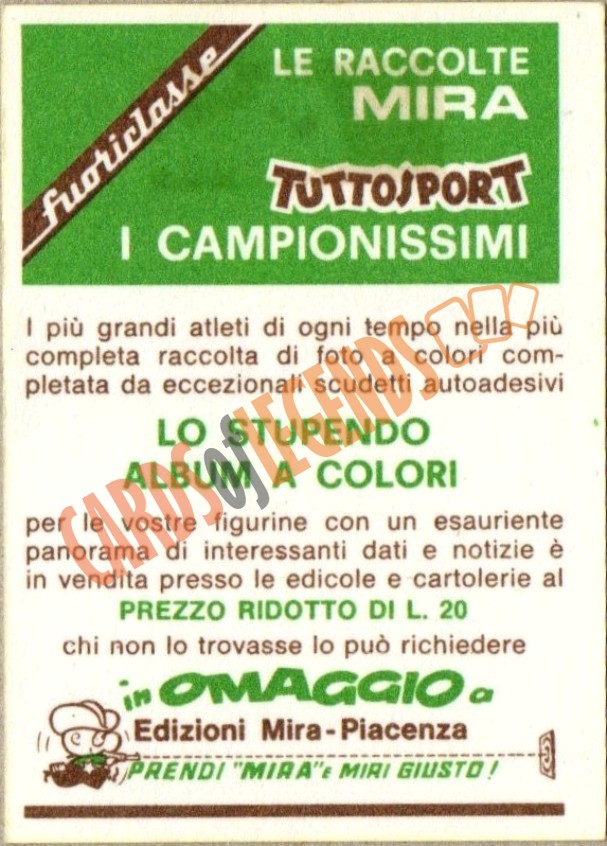 fuoriclasse
LE RACCOLTE
MIRA
TUTTOSPORT
I CAMPIONISSIMI
I più grandi atleti di ogni tempo nella più
completa raccolta di foto a colori com-
pletata da eccezionali scudetti autoadesivi
LO STUPENDO
ALBUM A COLORI
per le vostre figurine con un esauriente
panorama di interessanti dati e notizie è
in vendita presso le edicole e cartolerie al
PREZZO RIDOTTO DI L. 20
chi non lo trovasse lo può richiedere
in OMAGGIO a
Edizioni Mira-Piacenza
PRENDI "MIRA" E MIRI GIUSTO!
CARDS of LEGENDS